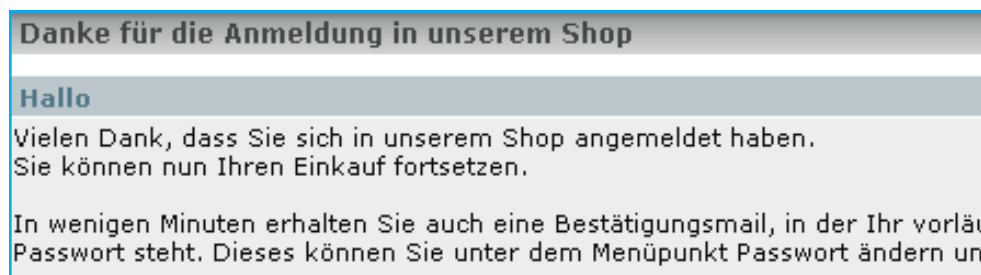 Danke für die Anmeldung in unserem Shop
Hallo
Vielen Dank, dass Sie sich in unserem Shop angemeldet haben.
Sie können nun Ihren Einkauf fortsetzen.
In wenigen Minuten erhalten Sie auch eine Bestätigungsmail, in der Ihr
Passwort steht. Dieses können Sie unter dem Menüpunkt Passwort ändern